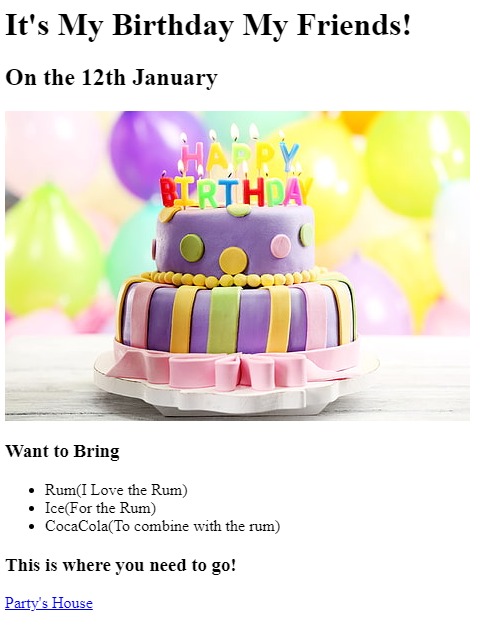 It's My Birthday My Friends!
On the 12th January
HAPPY
BIRTHDAY
Want to Bring
Rum(I Love the Rum)
Ice(For the Rum)
CocaCola(To combine with the rum)
This is where you need to go!
Party's House